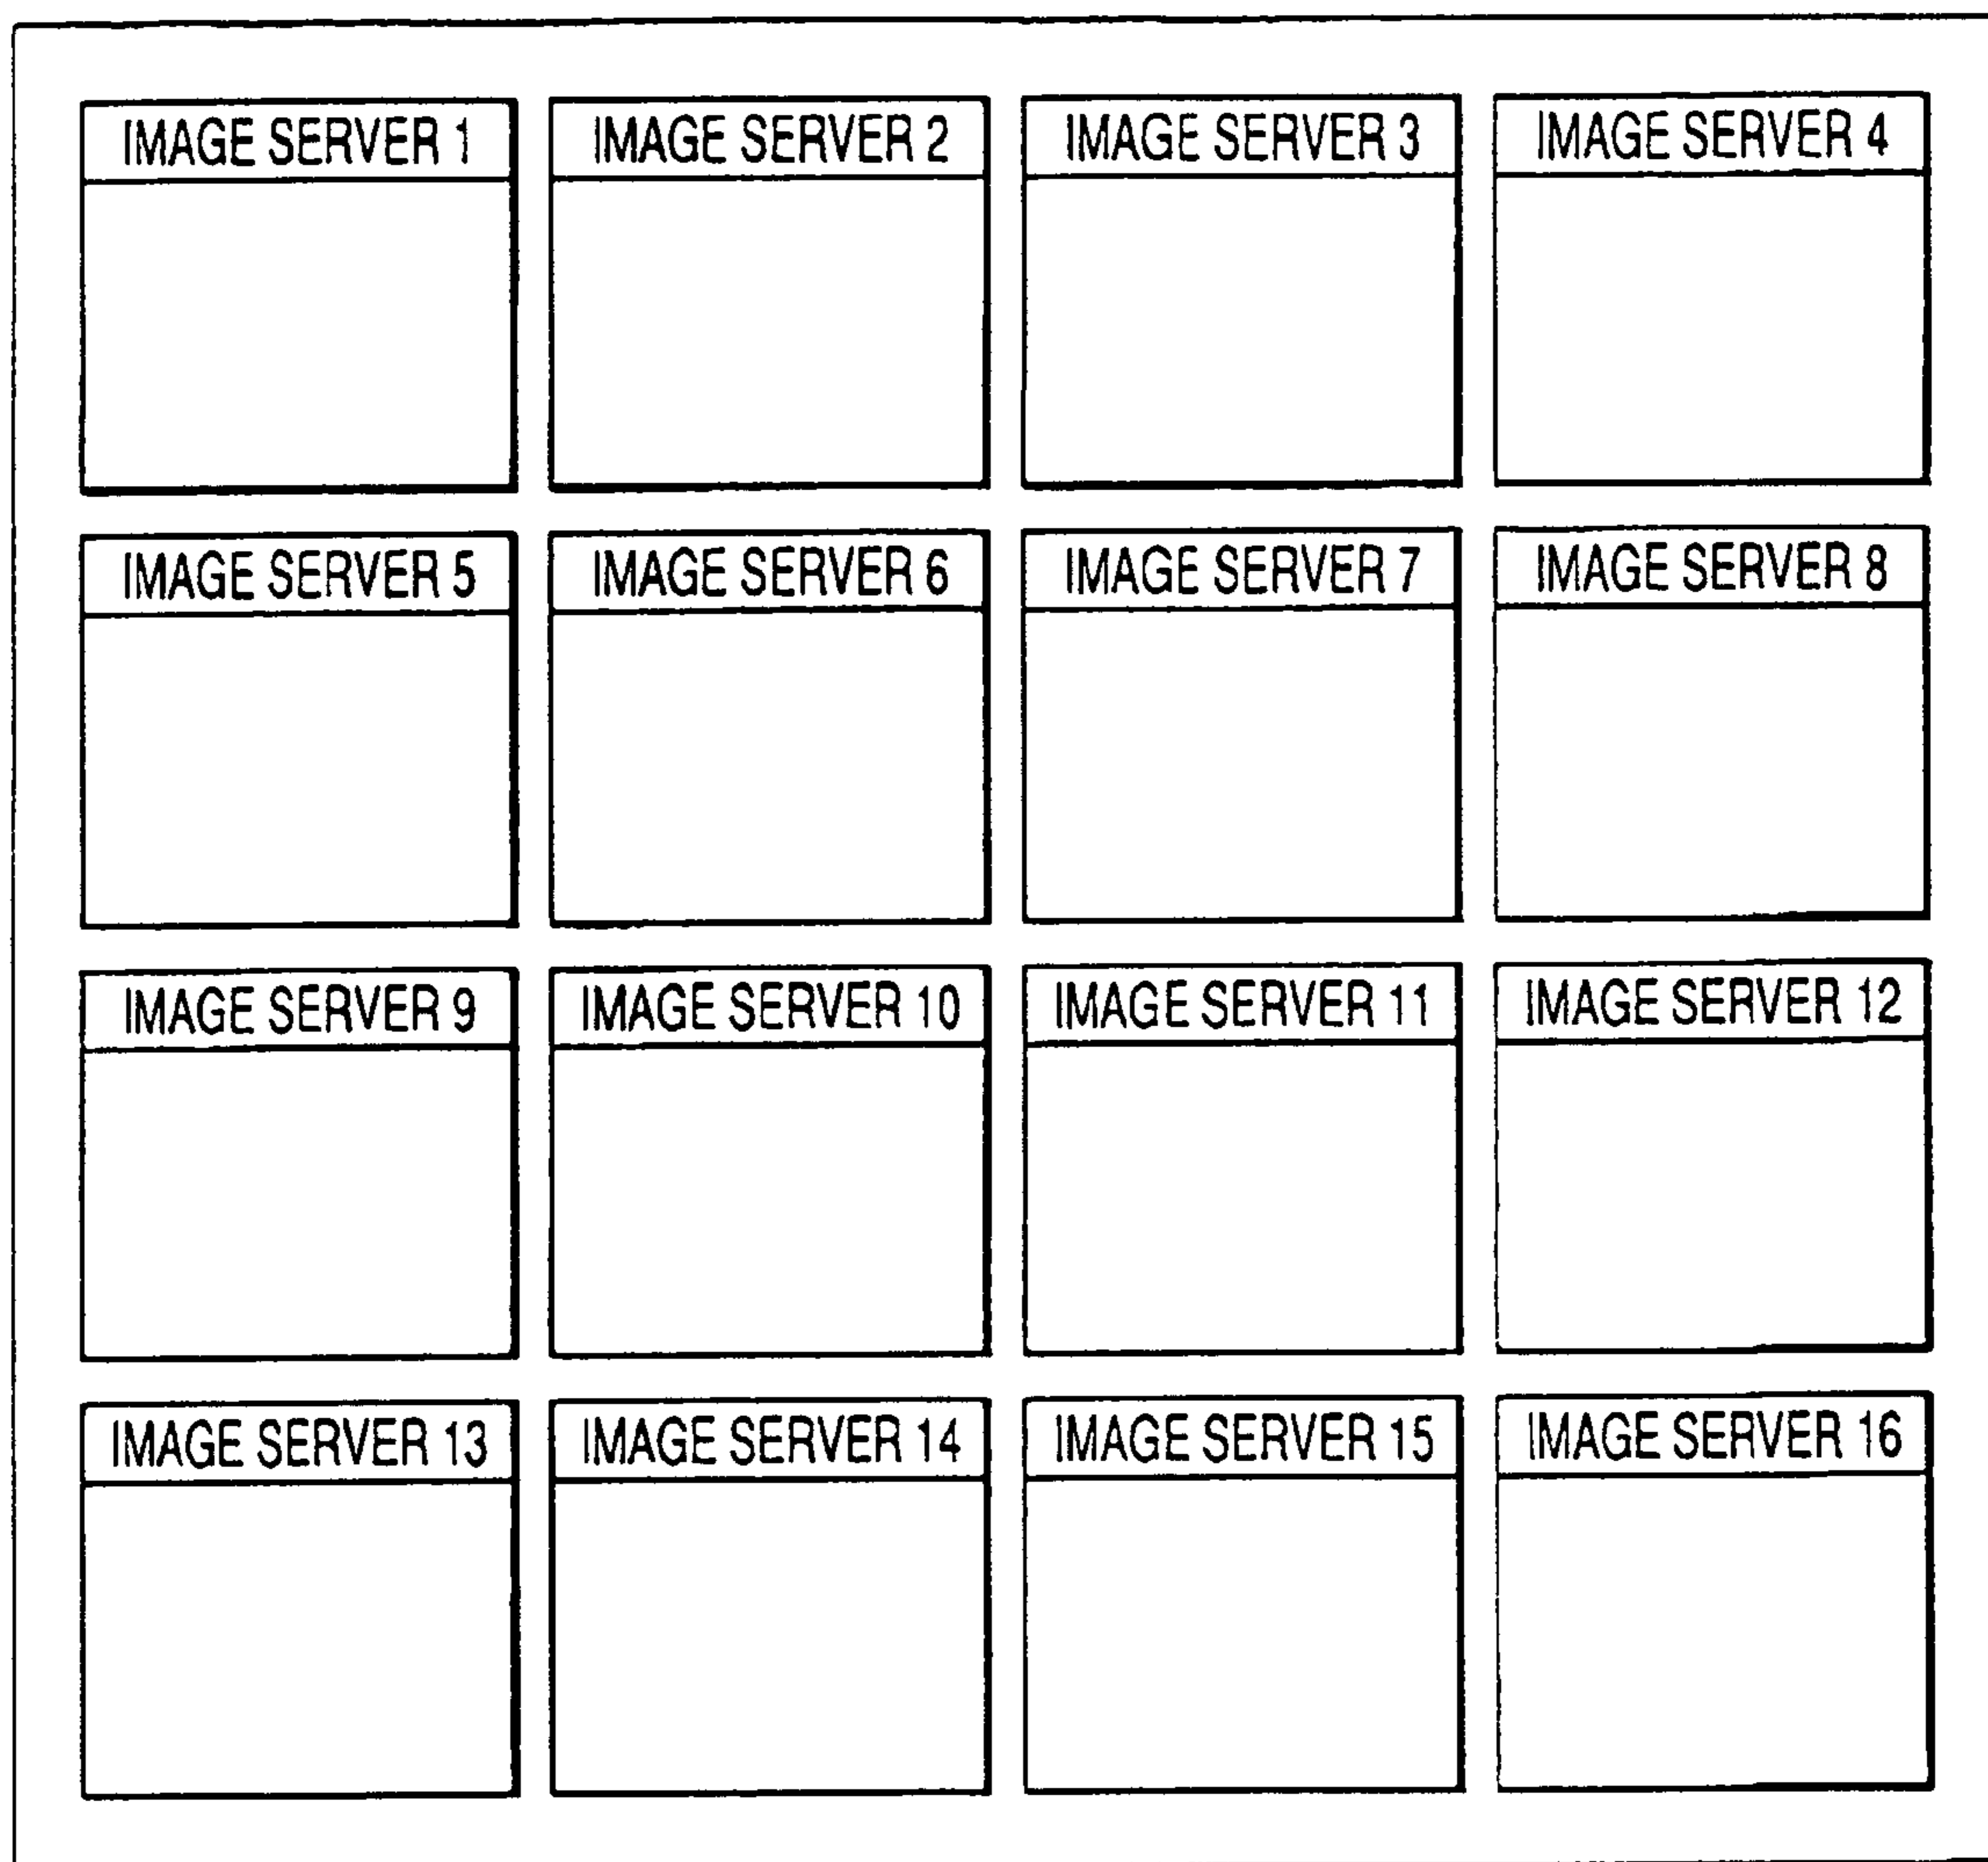 IMAGE SERVER 1
IMAGE SERVER 2
IMAGE SERVER 3
IMAGE SERVER 4
IMAGE SERVER 5
IMAGE SERVER 6
IMAGE SERVER 7
IMAGE SERVER 8
IMAGE SERVER 9
IMAGE SERVER 10
IMAGE SERVER 11
IMAGE SERVER 12
IMAGE SERVER 13
IMAGE SERVER 14
IMAGE SERVER 15
IMAGE SERVER 16